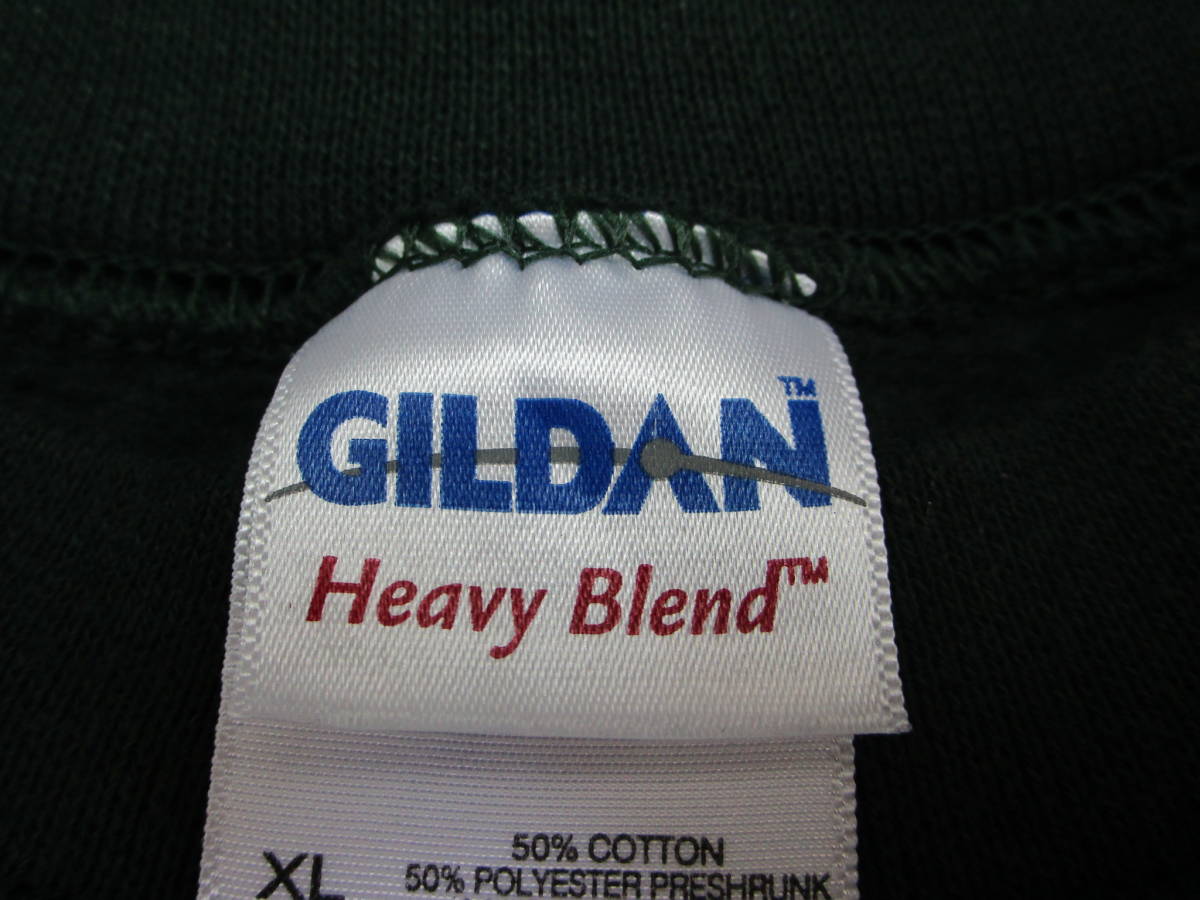 GILDAN™
Heavy Blend™
50% COTTON
XL 50% POLYESTER PRESHRUNK